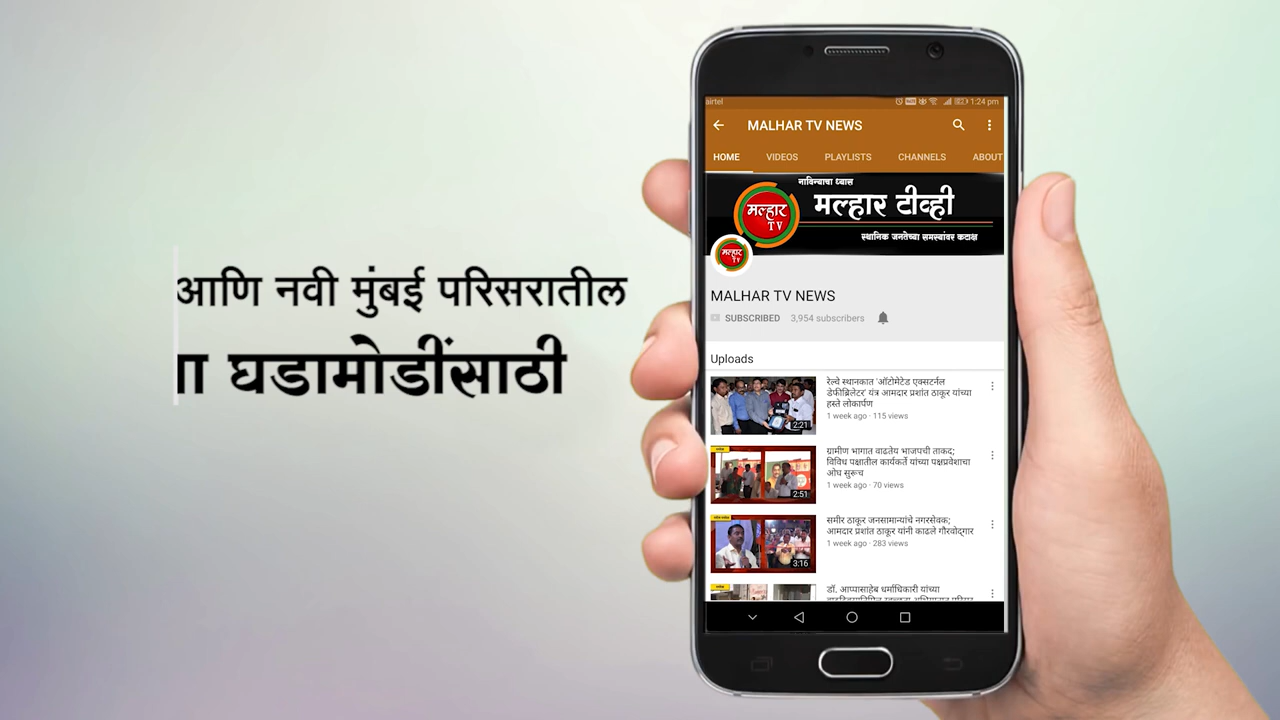 आणि नवी मुंबई परिसरातील
घडामोडींसाठी
airtel
1:24 pm
MALHAR TV NEWS
HOME VIDEOS PLAYLISTS CHANNELS ABOUT
नाविन्याचा ध्यास
मल्हार टीव्ही
मल्हार
TV
स्थानिक जनतेच्या समस्यांवर कटाक्ष
मल्हार
TV
MALHAR TV NEWS
SUBSCRIBED 3,954 subscribers
Uploads
रेल्वे स्थानकात 'ऑटोमेटेड एक्सटर्नल
डेफीब्रिलेटर' यंत्र आमदार प्रशांत ठाकूर यांच्या
हस्ते लोकार्पण
1 week ago · 115 views
2:21
ग्रामीण भागात वाढतेय भाजपची ताकद;
विविध पक्षातील कार्यकर्ते यांच्या पक्षप्रवेशाचा
ओघ सुरूच
1 week ago · 70 views
2:51
समीर ठाकूर जनसामान्यांचे नगरसेवक;
आमदार प्रशांत ठाकूर यांनी काढले गौरवोद्गार
1 week ago · 283 views
3:16
डॉ. आप्पासाहेब धर्माधिकारी यांच्या